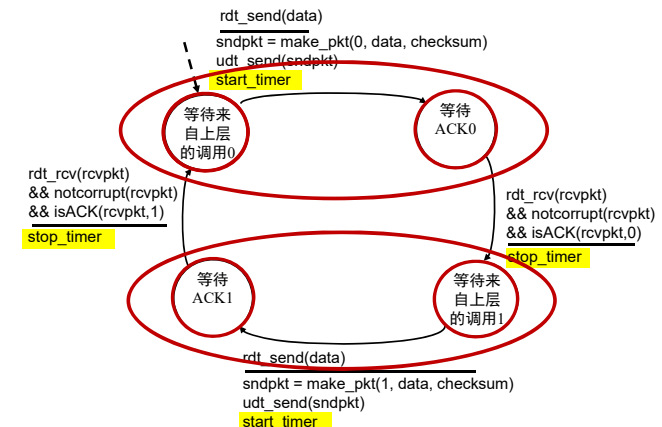 rdt_send(data)
sndpkt = make_pkt(0, data, checksum)
udt_send(sndpkt)
start_timer
等待来
自上层
的调用0
等待
ACK0
rdt_rcv(rcvpkt)
&& notcorrupt(rcvpkt)
&& isACK(rcvpkt,1)
stop_timer
rdt_rcv(rcvpkt)
&& notcorrupt(rcvpkt)
&& isACK(rcvpkt,0)
stop_timer
等待
ACK1
等待来
自上层
的调用1
rdt_send(data)
sndpkt = make_pkt(1, data, checksum)
udt_send(sndpkt)
start_timer